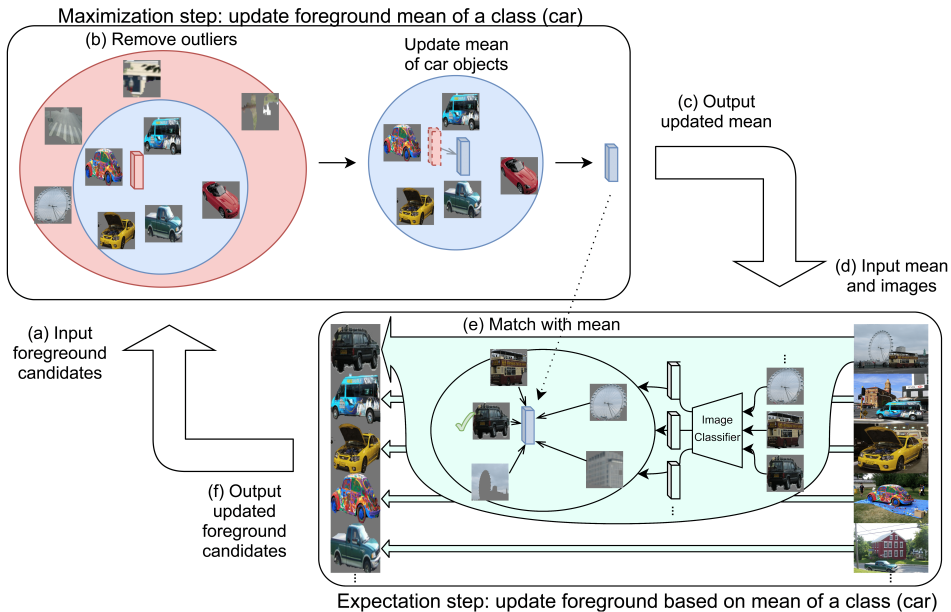 Maximization step: update foreground mean of a class (car)
(b) Remove outliers
Update mean
of car objects
(c) Output
updated mean
(d) Input mean
and images
(a) Input
foregreound
candidates
(e) Match with mean
Image
Classifier
(f) Output
updated
foreground
candidates
Expectation step: update foreground based on mean of a class (car)